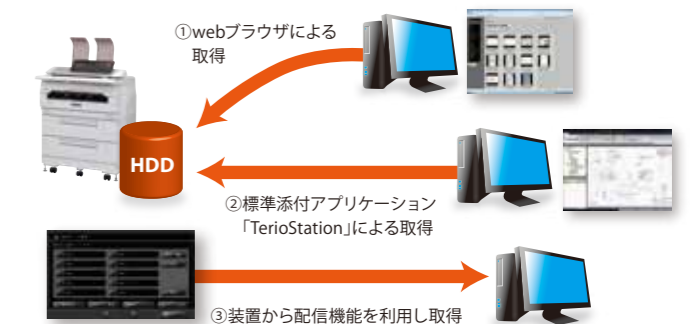 ①webブラウザによる
取得
HDD
②標準添付アプリケーション
「TerioStation」による取得
③装置から配信機能を利用し取得